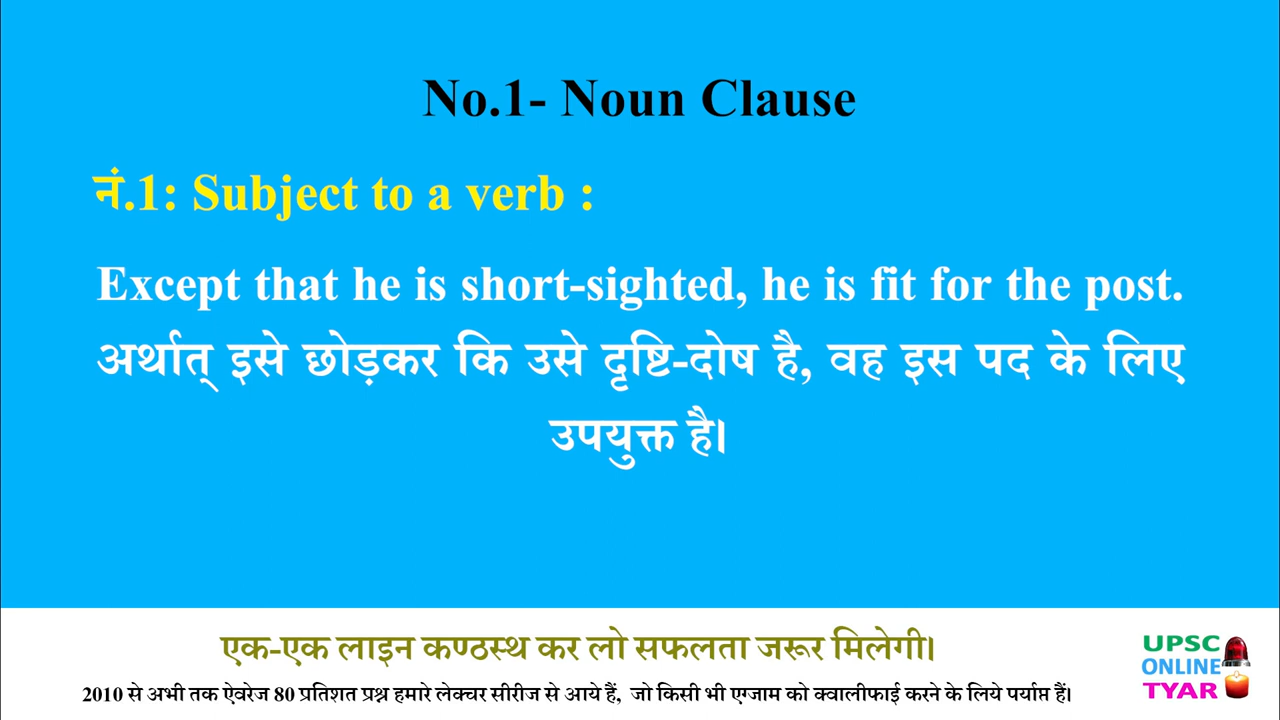 No.1- Noun Clause
नं.1: Subject to a verb :
Except that he is short-sighted, he is fit for the post.
अर्थात् इसे छोड़कर कि उसे दृष्टि-दोष है, वह इस पद के लिए
उपयुक्त है।
एक-एक लाइन कण्ठस्थ कर लो सफलता जरूर मिलेगी।
2010 से अभी तक ऐवरेज 80 प्रतिशत प्रश्न हमारे लेक्चर सीरीज से आये हैं, जो किसी भी एग्जाम को क्वालीफाई करने के लिये पर्याप्त हैं।
UPSC
ONLINE
TYAR